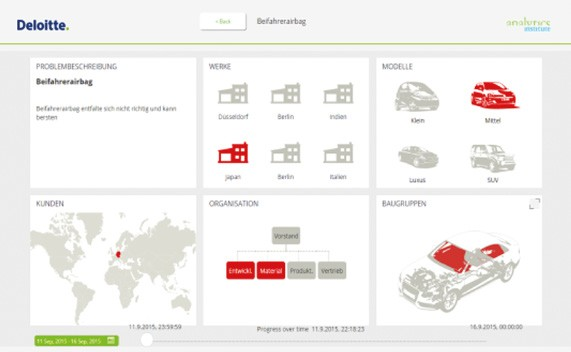 Deloitte.
< Back
Beifahrerairbag
analytics
institute
PROBLEMBESCHREIBUNG
Beifahrerairbag
Beifahrerairbag entfalte sich nicht richtig und kann
bersten
WERKE
Düsseldorf
Berlin
Indien
Japan
Berlin
Italien
MODELLE
Klein
Mittel
Luxus
SUV
KUNDEN
ORGANISATION
Vorstand
Entwickl.
Material
Produkt.
Vertrieb
BAUGRUPPEN
11.9.2015, 23:59:59
Progress over time 11.9.2015, 22:18:23
16.9.2015, 00:00:00
11 Sep, 2015 - 16 Sep, 2015